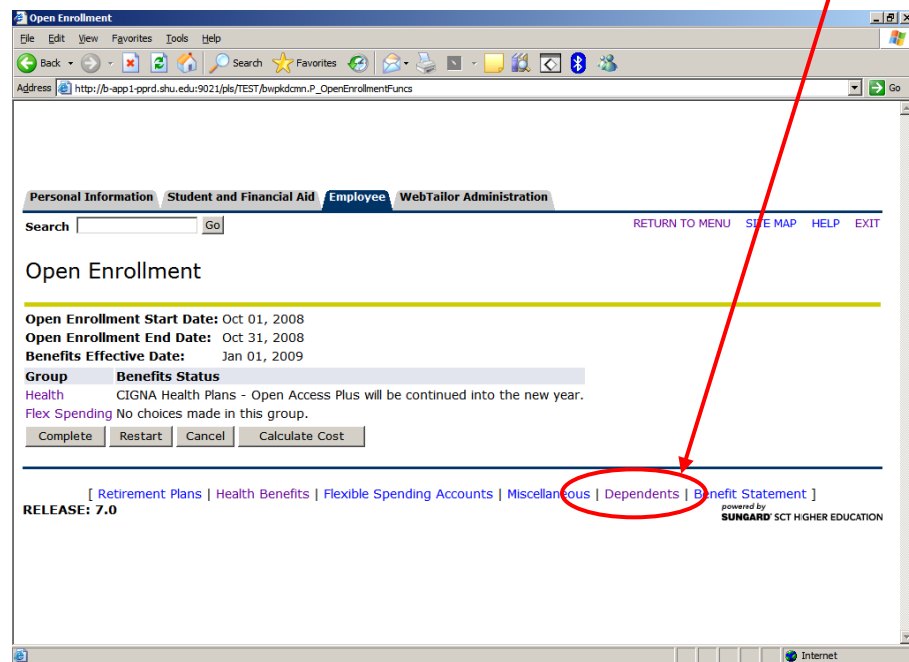 Open Enrollment
File Edit View Favorites Tools Help
Back Search Favorites
Address http://b-app1-pprd.shu.edu:9021/pls/TEST/bwpkdcmn.P_OpenEnrollmentFuncs Go
Personal Information Student and Financial Aid Employee WebTailor Administration
Search Go RETURN TO MENU SITE MAP HELP EXIT
Open Enrollment
Open Enrollment Start Date: Oct 01, 2008
Open Enrollment End Date: Oct 31, 2008
Benefits Effective Date: Jan 01, 2009
Group Benefits Status
Health CIGNA Health Plans - Open Access Plus will be continued into the new year.
Flex Spending No choices made in this group.
Complete Restart Cancel Calculate Cost
[ Retirement Plans | Health Benefits | Flexible Spending Accounts | Miscellaneous | Dependents | Benefit Statement ]
RELEASE: 7.0 powered by
SUNGARD' SCT HIGHER EDUCATION
Internet